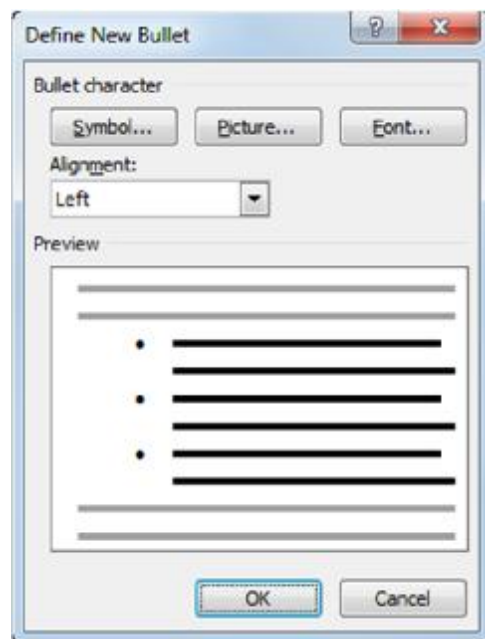 Define New Bullet
Bullet character
Symbol... Picture... Font...
Alignment:
Left
Preview
OK Cancel